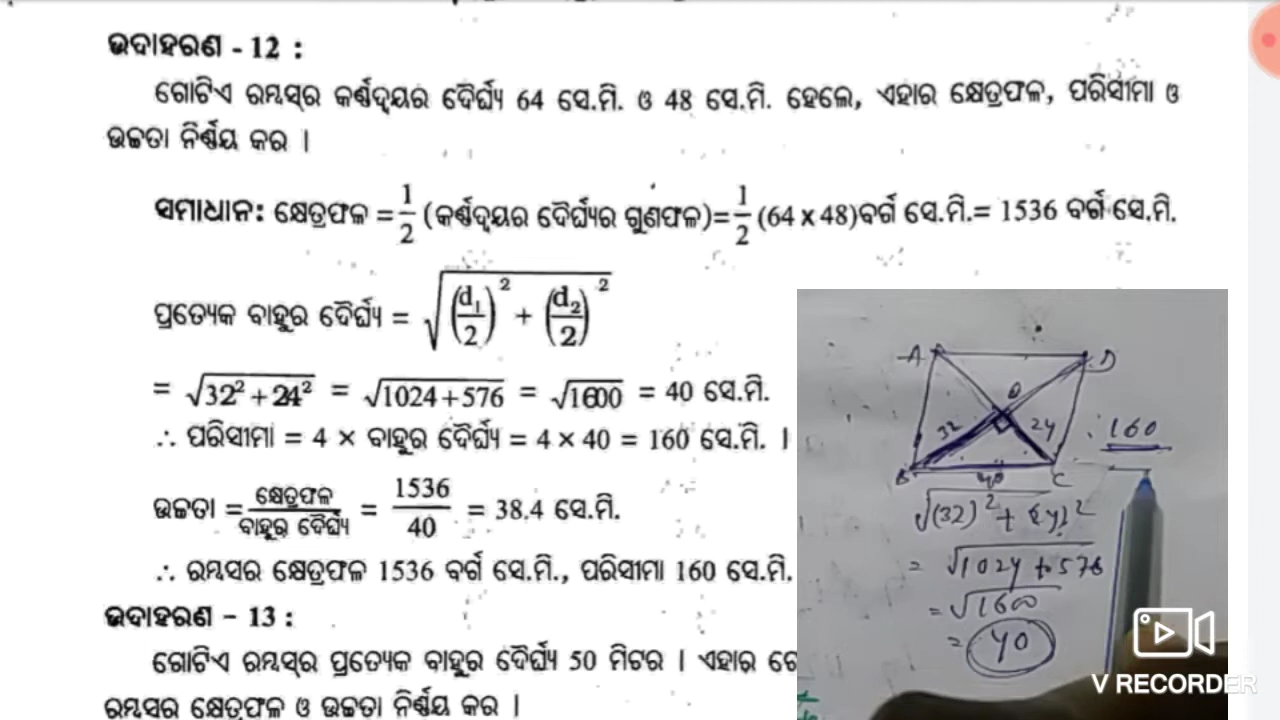 ଉଦାହରଣ - 12 :
ଗୋଟିଏ ରମ୍ବସ୍‌ର କର୍ଣ୍ଣଦ୍ୱୟର ଦୈର୍ଘ୍ୟ 64 ସେ.ମି. ଓ 48 ସେ.ମି. ହେଲେ, ଏହାର କ୍ଷେତ୍ରଫଳ, ପରିସୀମା ଓ
ଉଚ୍ଚତା ନିର୍ଣ୍ଣୟ କର ।
ସମାଧାନ: କ୍ଷେତ୍ରଫଳ = 1/2 (କର୍ଣ୍ଣଦ୍ୱୟର ଦୈର୍ଘ୍ୟର ଗୁଣଫଳ)= 1/2 (64 x 48)ବର୍ଗ ସେ.ମି.= 1536 ବର୍ଗ ସେ.ମି.
ପ୍ରତ୍ୟେକ ବାହୁର ଦୈର୍ଘ୍ୟ = √((d₁/2)² + (d₂/2)²)
= √(32² + 24²) = √(1024 + 576) = √1600 = 40 ସେ.ମି.
∴ ପରିସୀମା = 4 × ବାହୁର ଦୈର୍ଘ୍ୟ = 4 × 40 = 160 ସେ.ମି. ।
ଉଚ୍ଚତା = କ୍ଷେତ୍ରଫଳ/ବାହୁର ଦୈର୍ଘ୍ୟ = 1536/40 = 38.4 ସେ.ମି.
∴ ରମ୍ବସର କ୍ଷେତ୍ରଫଳ 1536 ବର୍ଗ ସେ.ମି., ପରିସୀମା 160 ସେ.ମି.
ଉଦାହରଣ - 13 :
ଗୋଟିଏ ରମ୍ବସ୍‌ର ପ୍ରତ୍ୟେକ ବାହୁର ଦୈର୍ଘ୍ୟ 50 ମିଟର । ଏହାର
ରମ୍ବସର କ୍ଷେତ୍ରଫଳ ଓ ଉଚ୍ଚତା ନିର୍ଣ୍ଣୟ କର ।
A D
O
32 24
B 40 C
160
√(32)² + (24)²
= √1024 + 576
= √1600
= 40
V RECORDER